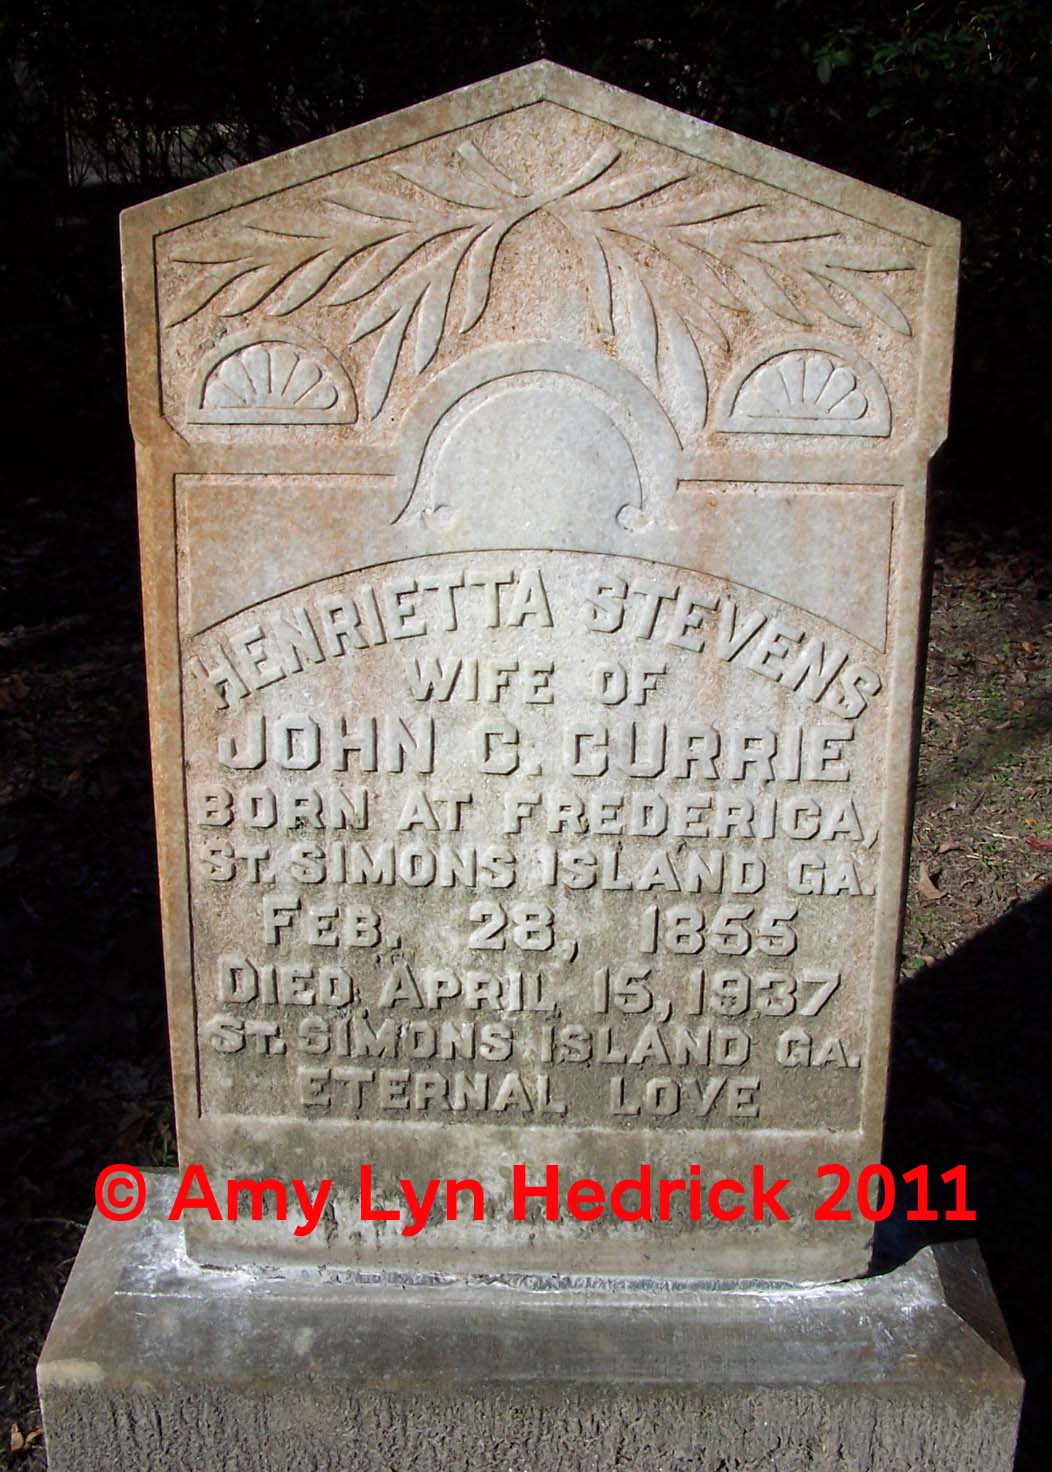 HENRIETTA STEVENS
WIFE OF
JOHN C. CURRIE
BORN AT FREDERICA,
ST. SIMONS ISLAND GA.
FEB. 28, 1855
DIED APRIL 15, 1937
ST. SIMONS ISLAND GA.
ETERNAL LOVE
© Amy Lyn Hedrick 2011